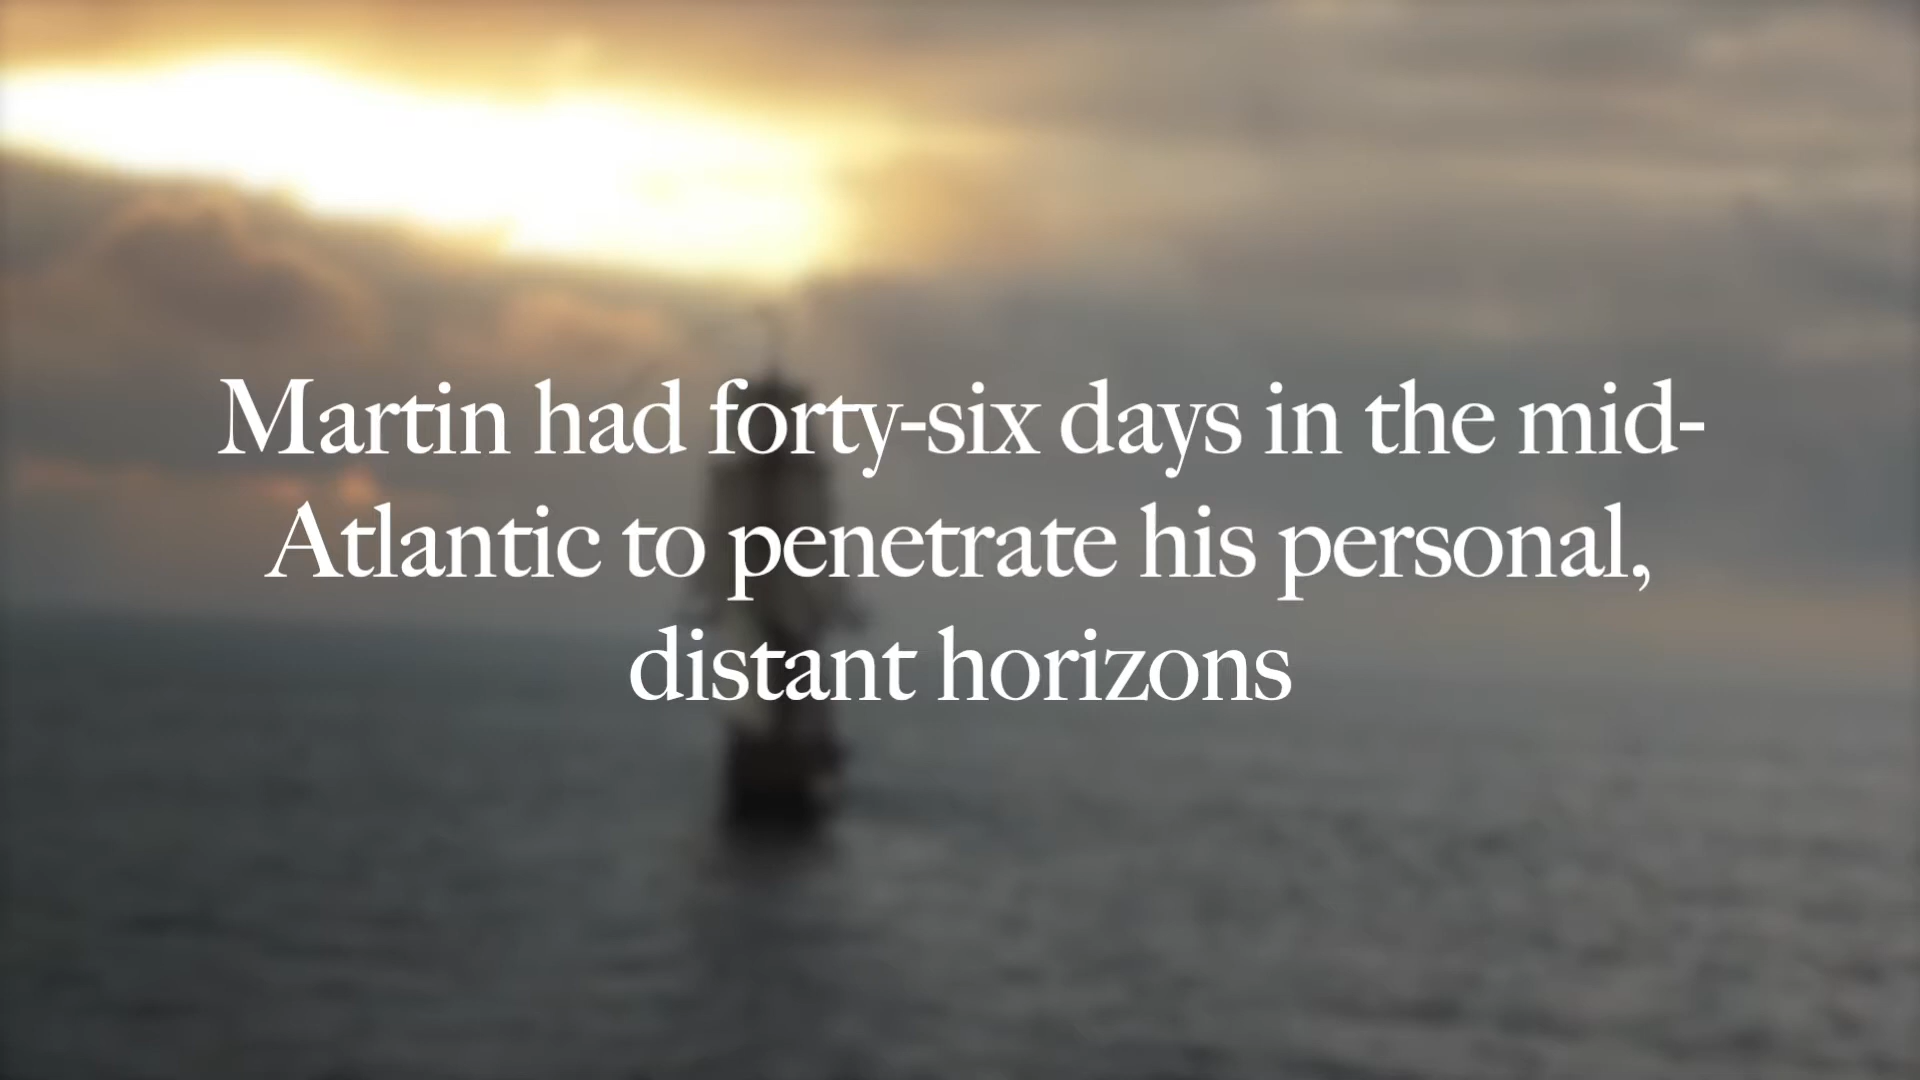 Martin had forty-six days in the mid-
Atlantic to penetrate his personal,
distant horizons